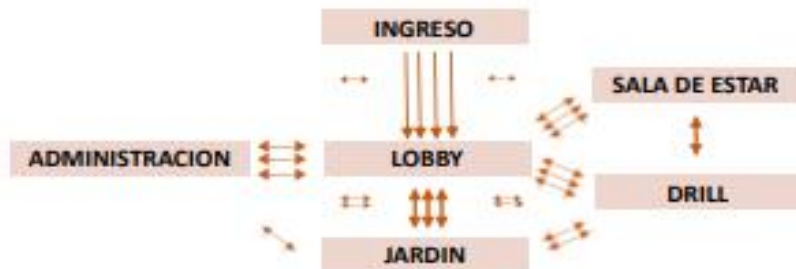 INGRESO
SALA DE ESTAR
ADMINISTRACION
LOBBY
DRILL
JARDIN